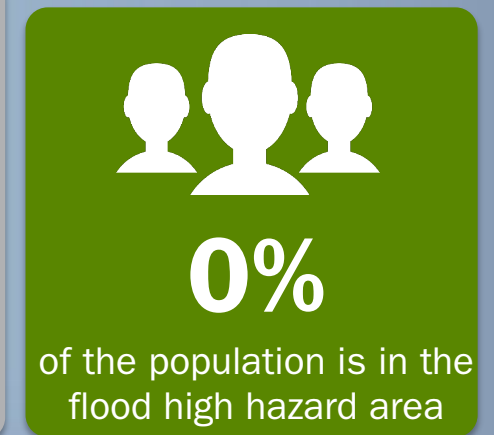 0%
of the population is in the
flood high hazard area